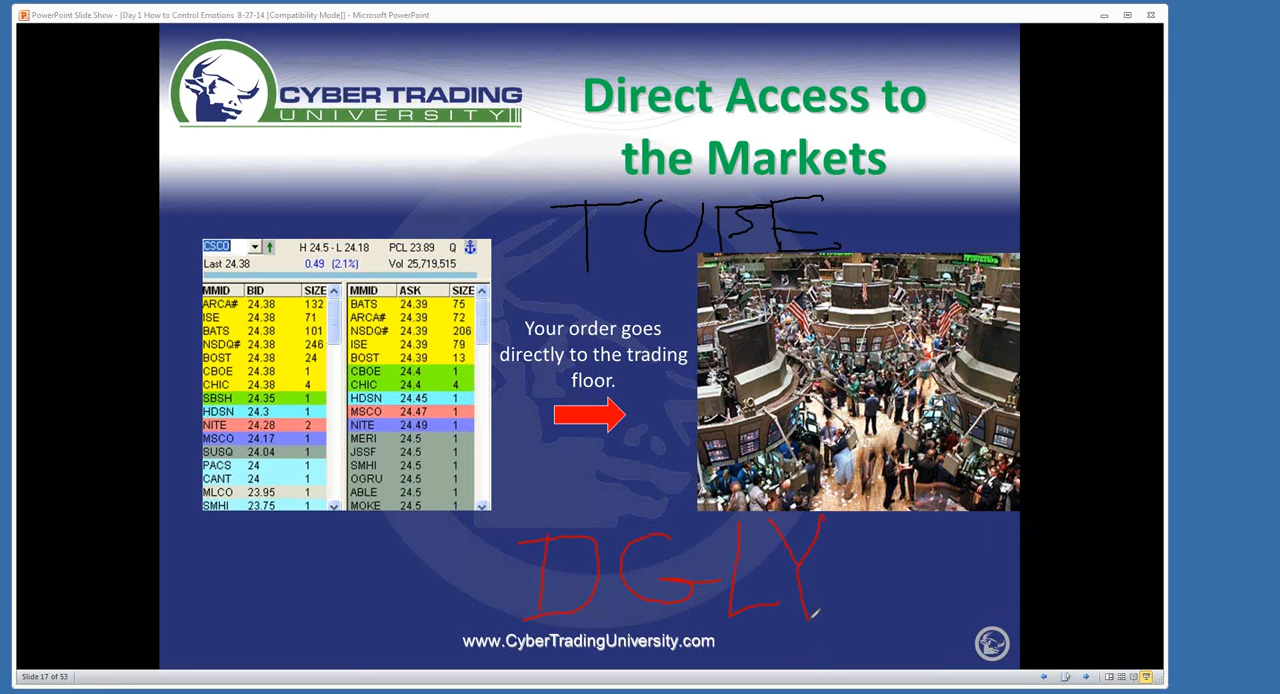 PowerPoint Slide Show - [Day 1 How to Control Emotions 8-27-14 [Compatibility Mode]] - Microsoft PowerPoint
CYBER TRADING
UNIVERSITY
Direct Access to
the Markets
TUBE
CSCO H 24.5 - L 24.18 PCL 23.89 Q
Last 24.38 0.49 (2.1%) Vol 25,719,515
MMID BID SIZE MMID ASK SIZE
ARCA# 24.38 132 BATS 24.39 75
ISE 24.38 71 ARCA# 24.39 72
BATS 24.38 101 NSDQ# 24.39 206
NSDQ# 24.38 246 ISE 24.39 79
BOST 24.38 24 BOST 24.39 13
CBOE 24.38 1 CBOE 24.4 1
CHIC 24.38 4 CHIC 24.4 4
SBSH 24.35 1 HDSN 24.45 1
HDSN 24.3 1 MSCO 24.47 1
NITE 24.28 2 NITE 24.49 1
MSCO 24.17 1 MERI 24.5 1
SUSQ 24.04 1 JSSF 24.5 1
PACS 24 1 SMHI 24.5 1
CANT 24 1 OGRU 24.5 1
MLCO 23.95 1 ABLE 24.5 1
SMHI 23.75 1 MOKE 24.5 1
Your order goes
directly to the trading
floor.
DGLY
www.CyberTradingUniversity.com
Slide 17 of 53